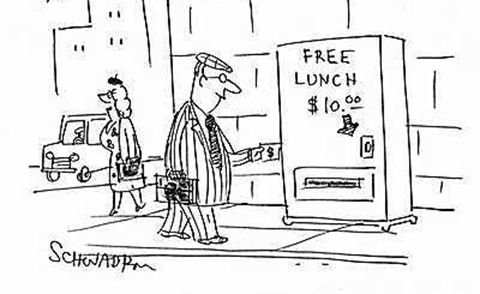 FREE
LUNCH
$10.00
$
SCHWADRON